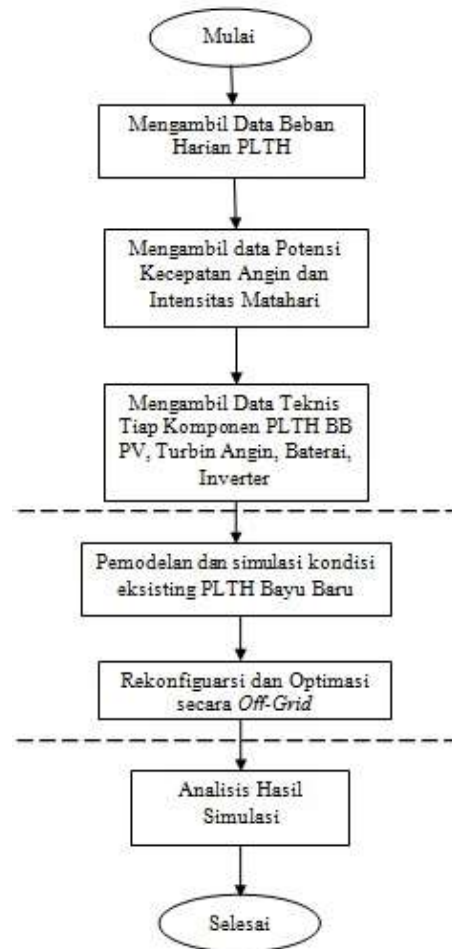 Mulai
Mengambil Data Beban
Harian PLTH
Mengambil data Potensi
Kecepatan Angin dan
Intensitas Matahari
Mengambil Data Teknis
Tiap Komponen PLTH BB
PV, Turbin Angin, Baterai,
Inverter
Pemodelan dan simulasi kondisi
eksisting PLTH Bayu Baru
Rekonfiguarsi dan Optimasi
secara Off-Grid
Analisis Hasil
Simulasi
Selesai